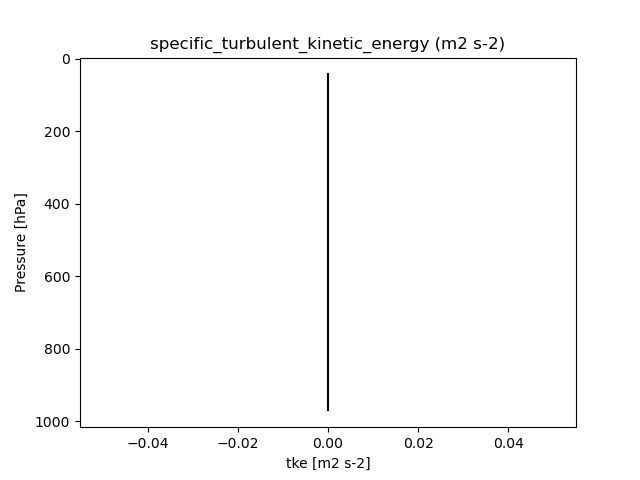 specific_turbulent_kinetic_energy (m2 s-2)
0
200
400
600
800
1000
Pressure [hPa]
−0.04 −0.02 0.00 0.02 0.04
tke [m2 s-2]